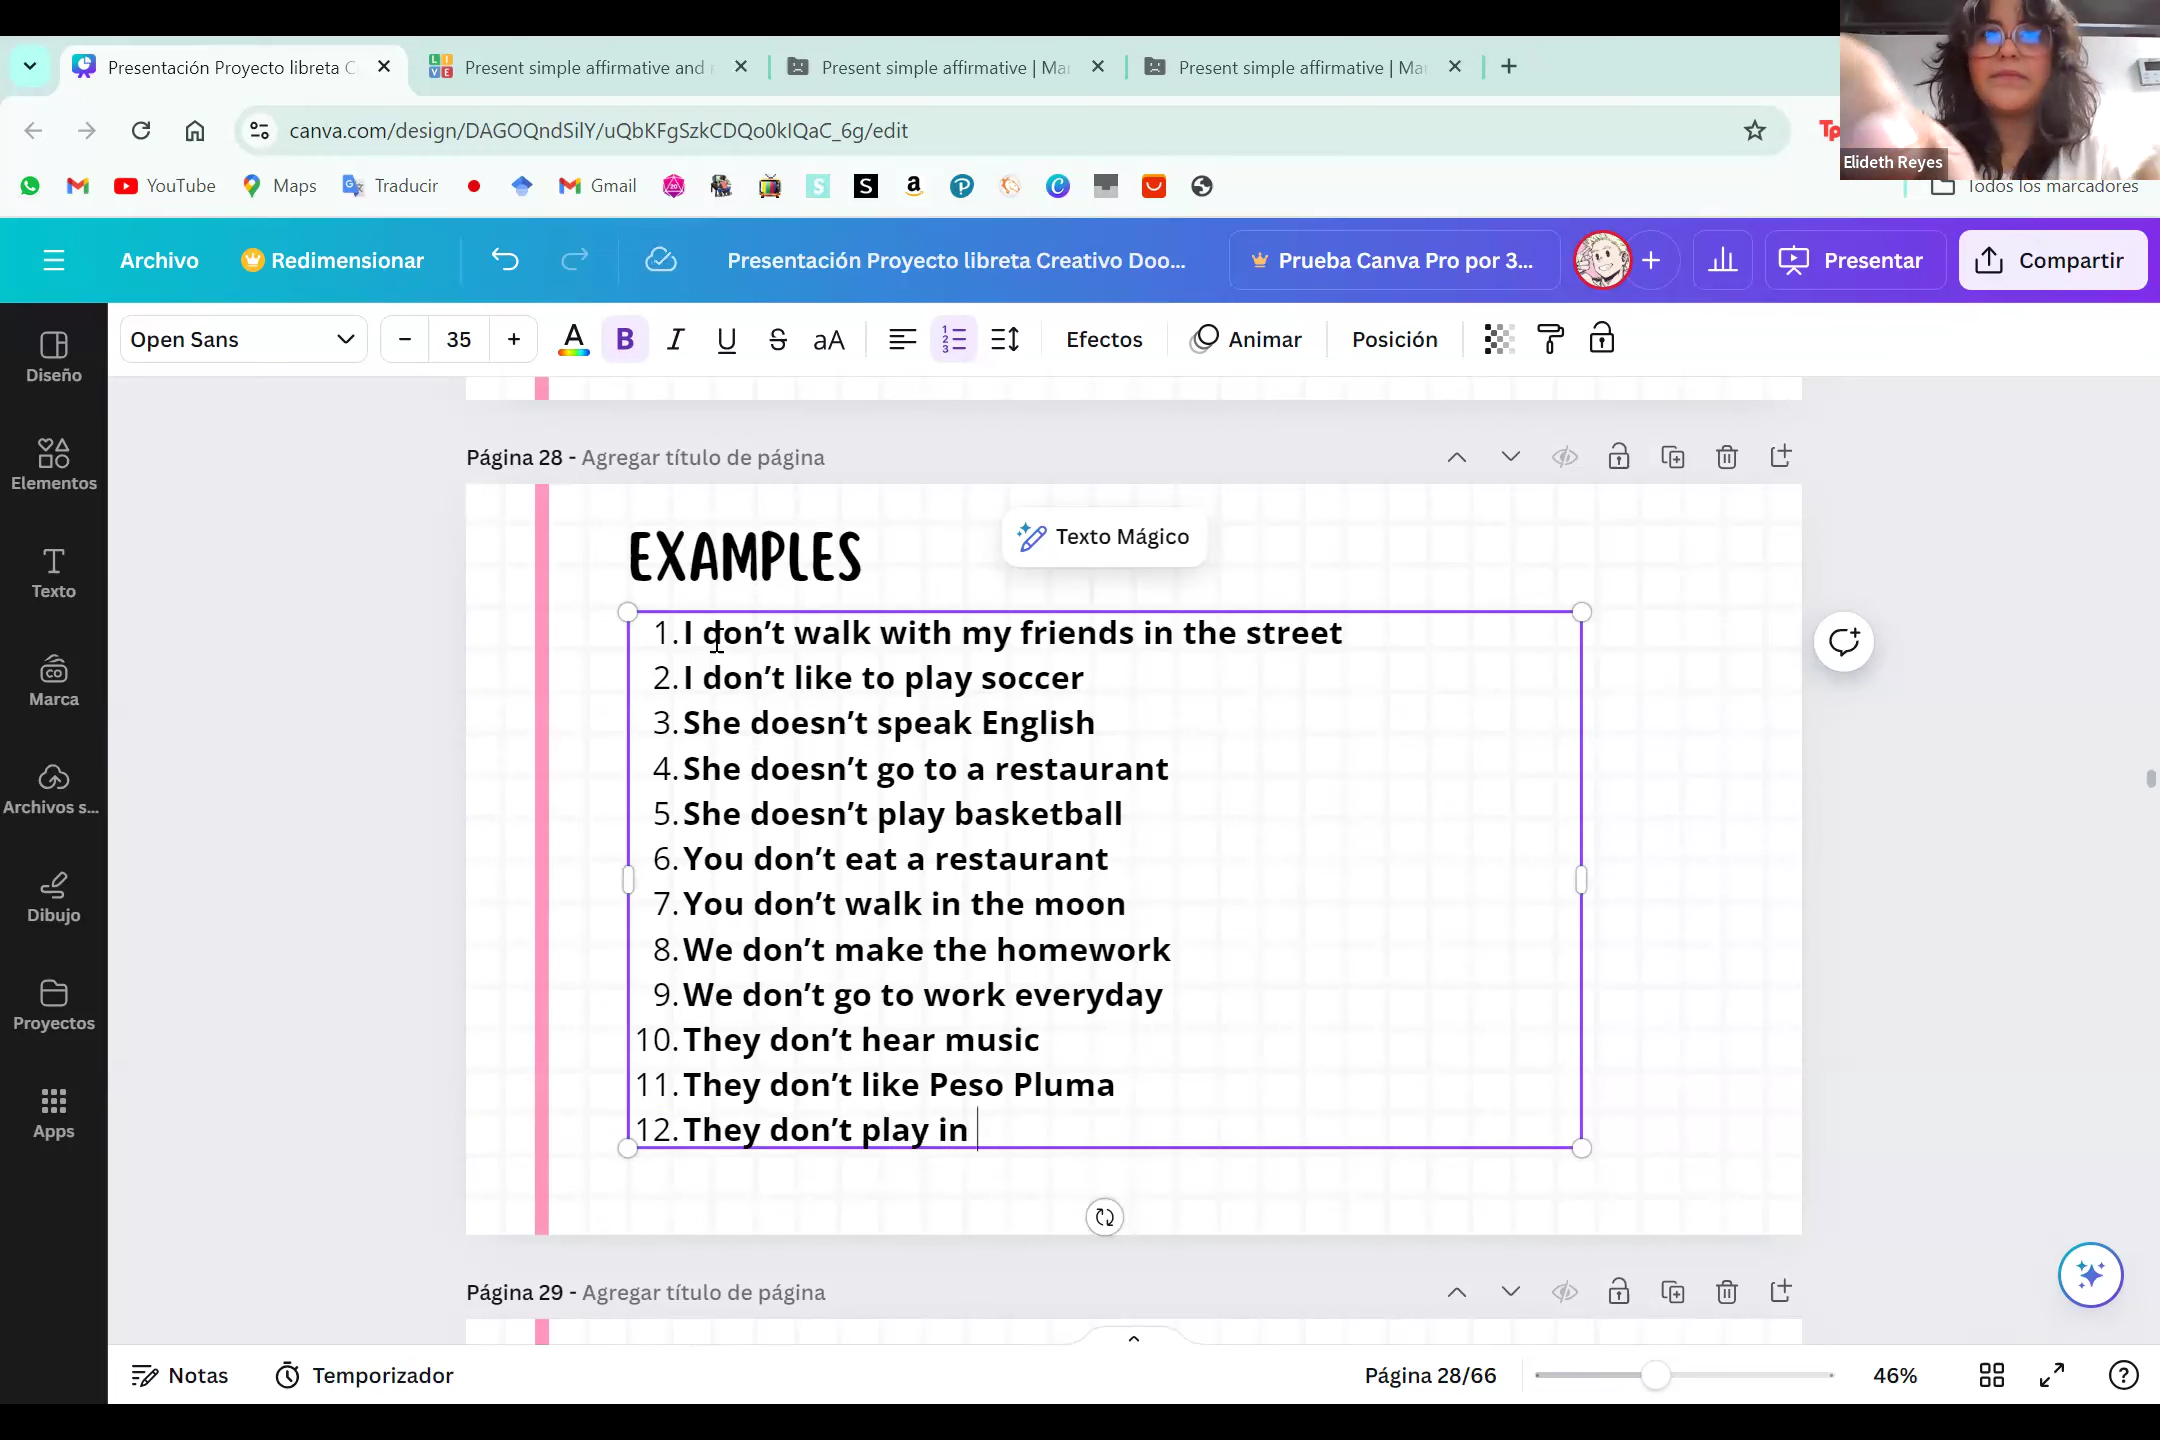 Presentación Proyecto libreta C
Present simple affirmative and
Present simple affirmative | Ma
Present simple affirmative | Ma
canva.com/design/DAGOQndSilY/uQbKFgSzkCDQo0kIQaC_6g/edit
Tp
Elideth Reyes
YouTube
Maps
Traducir
Gmail
Todos los marcadores
Archivo
Redimensionar
Presentación Proyecto libreta Creativo Doo...
Prueba Canva Pro por 3...
Presentar
Compartir
Open Sans
35
Efectos
Animar
Posición
Diseño
Elementos
Texto
Marca
Archivos s...
Dibujo
Proyectos
Apps
Página 28 - Agregar título de página
EXAMPLES
Texto Mágico
1. I don’t walk with my friends in the street
2. I don’t like to play soccer
3. She doesn’t speak English
4. She doesn’t go to a restaurant
5. She doesn’t play basketball
6. You don’t eat a restaurant
7. You don’t walk in the moon
8. We don’t make the homework
9. We don’t go to work everyday
10. They don’t hear music
11. They don’t like Peso Pluma
12. They don’t play in
Página 29 - Agregar título de página
Notas
Temporizador
Página 28/66
46%